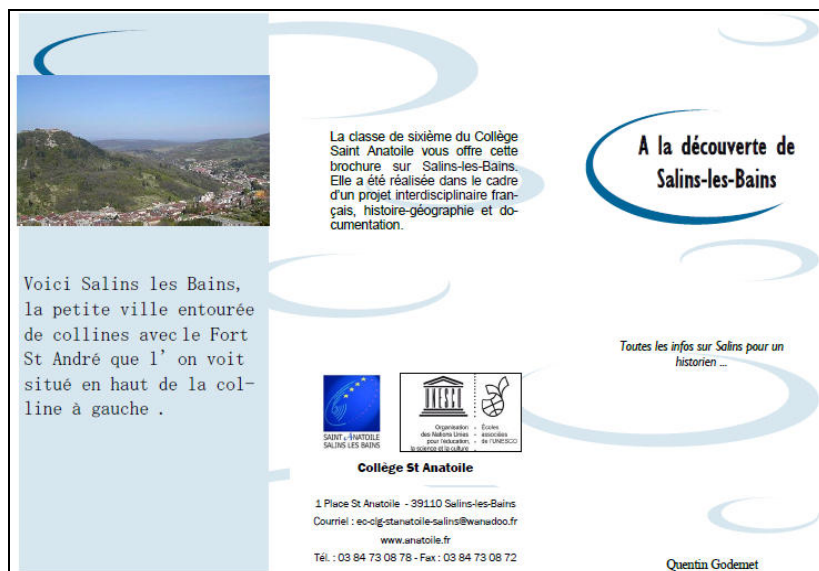 Voici Salins les Bains,
la petite ville entourée
de collines avec le Fort
St André que l' on voit
situé en haut de la col-
line à gauche .
La classe de sixième du Collège
Saint Anatoile vous offre cette
brochure sur Salins-les-Bains.
Elle a été réalisée dans le cadre
d'un projet interdisciplinaire fran-
çais, histoire-géographie et do-
cumentation.
SAINT ANATOILE
SALINS LES BAINS
UNESCO
Organisation
des Nations Unies
pour l'éducation,
la science et la culture
Écoles
associées
de l'UNESCO
Collège St Anatoile
1 Place St Anatoile - 39110 Salins-les-Bains
Courriel : ec-clg-stanatoile-salins@wanadoo.fr
www.anatoile.fr
Tél. : 03 84 73 08 78 - Fax : 03 84 73 08 72
A la découverte de
Salins-les-Bains
Toutes les infos sur Salins pour un
historien ...
Quentin Godemet